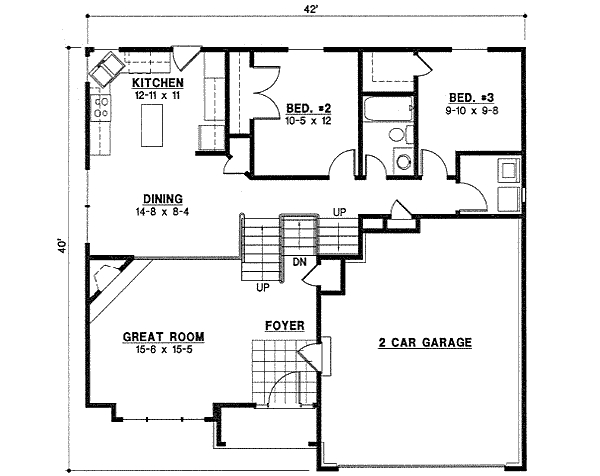 42'
KITCHEN
12-11 x 11
BED. #2
10-5 x 12
BED. #3
9-10 x 9-8
DINING
14-8 x 8-4
UP
40'
DN
UP
FOYER
GREAT ROOM
15-6 x 15-5
2 CAR GARAGE